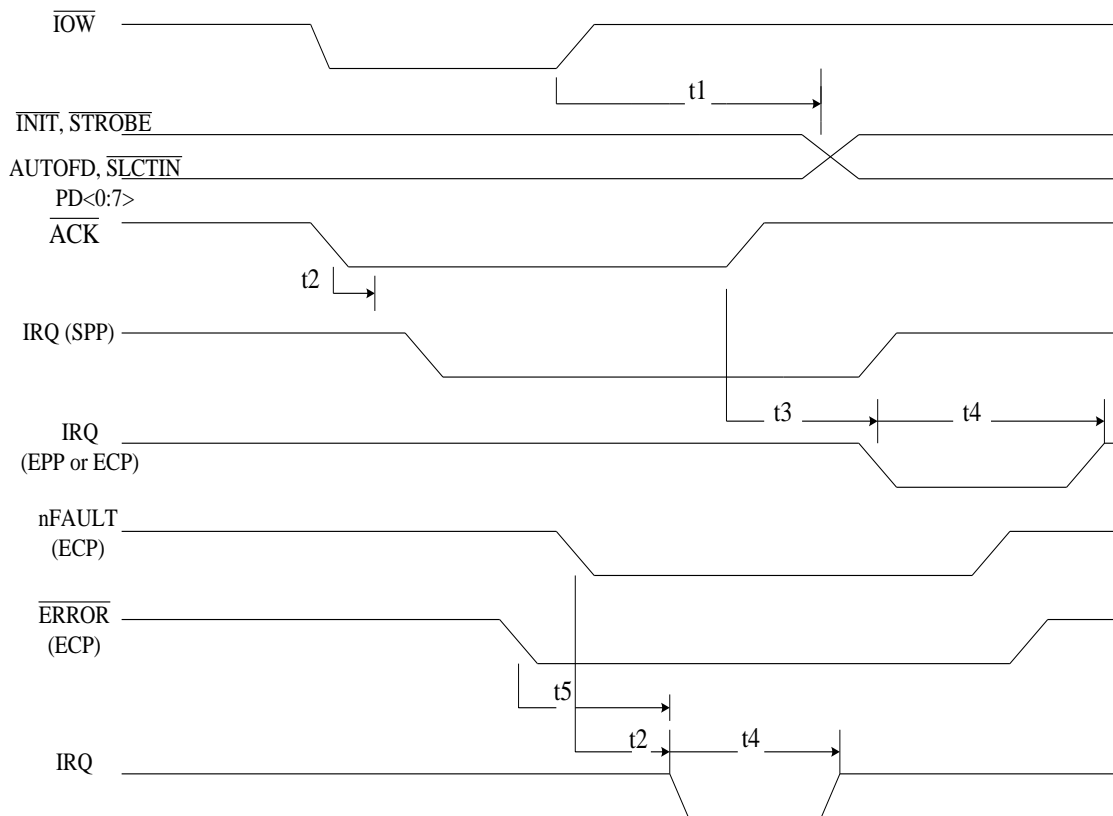 IOW
t1
INIT, STROBE
AUTOFD, SLCTIN
PD<0:7>
ACK
t2
IRQ (SPP)
t3
t4
IRQ
(EPP or ECP)
nFAULT
(ECP)
ERROR
(ECP)
t5
t2
t4
IRQ